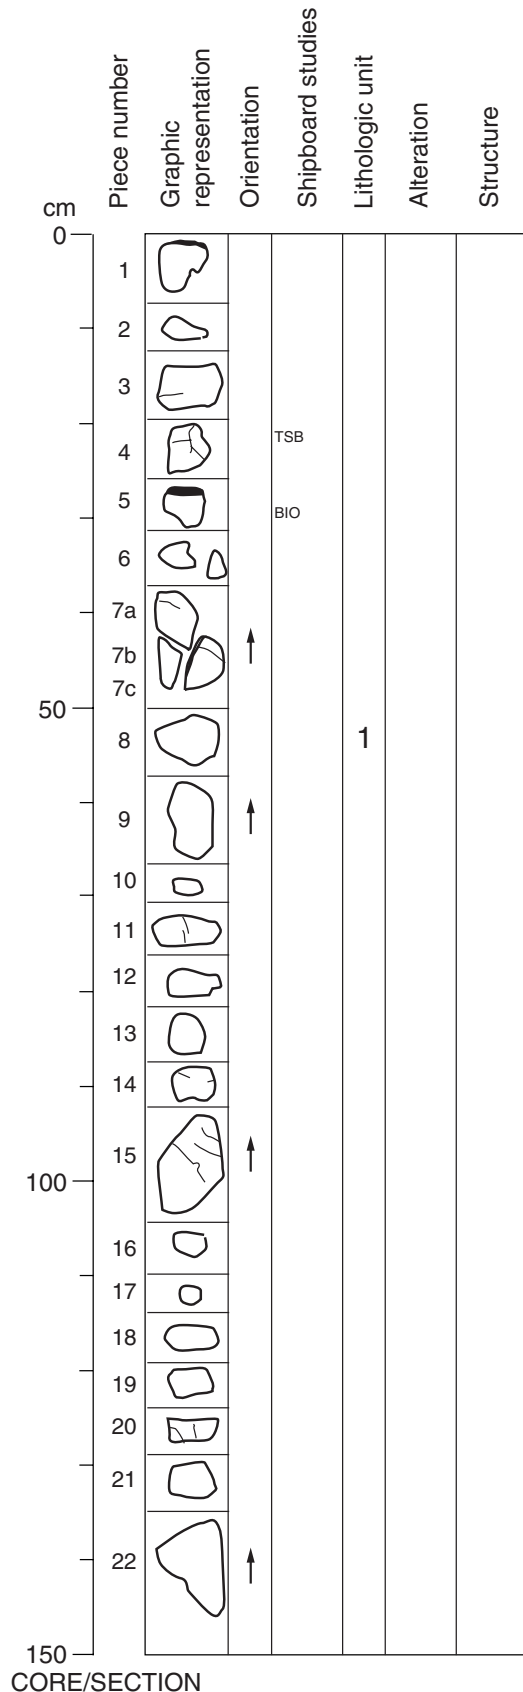 cm
Piece number
Graphic
representation
Orientation
Shipboard studies
Lithologic unit
Alteration
Structure
0
1
2
3
4
TSB
5
BIO
6
7a
7b
7c
50
8
1
9
10
11
12
13
14
15
100
16
17
18
19
20
21
22
150
CORE/SECTION